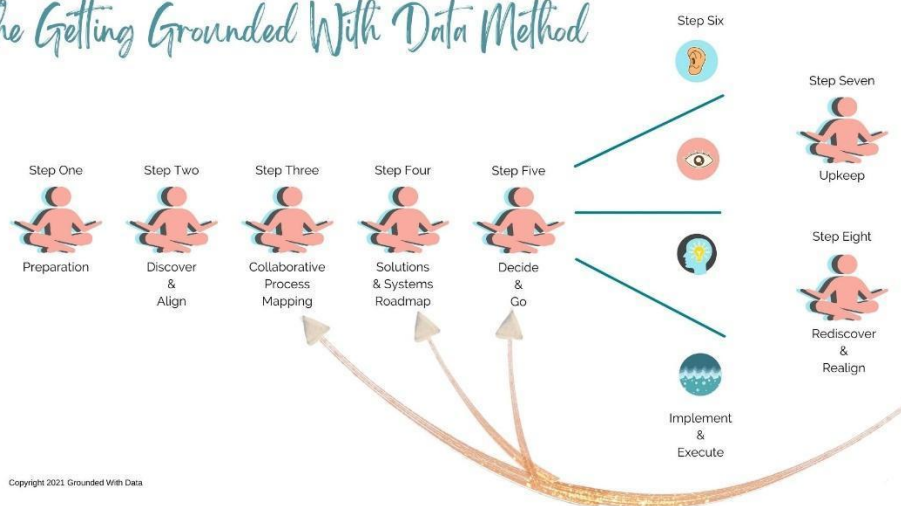 he Getting Grounded With Data Method
Step One
Preparation
Step Two
Discover
&
Align
Step Three
Collaborative
Process
Mapping
Step Four
Solutions
& Systems
Roadmap
Step Five
Decide
&
Go
Step Six
Implement
&
Execute
Step Seven
Upkeep
Step Eight
Rediscover
&
Realign
Copyright 2021 Grounded With Data